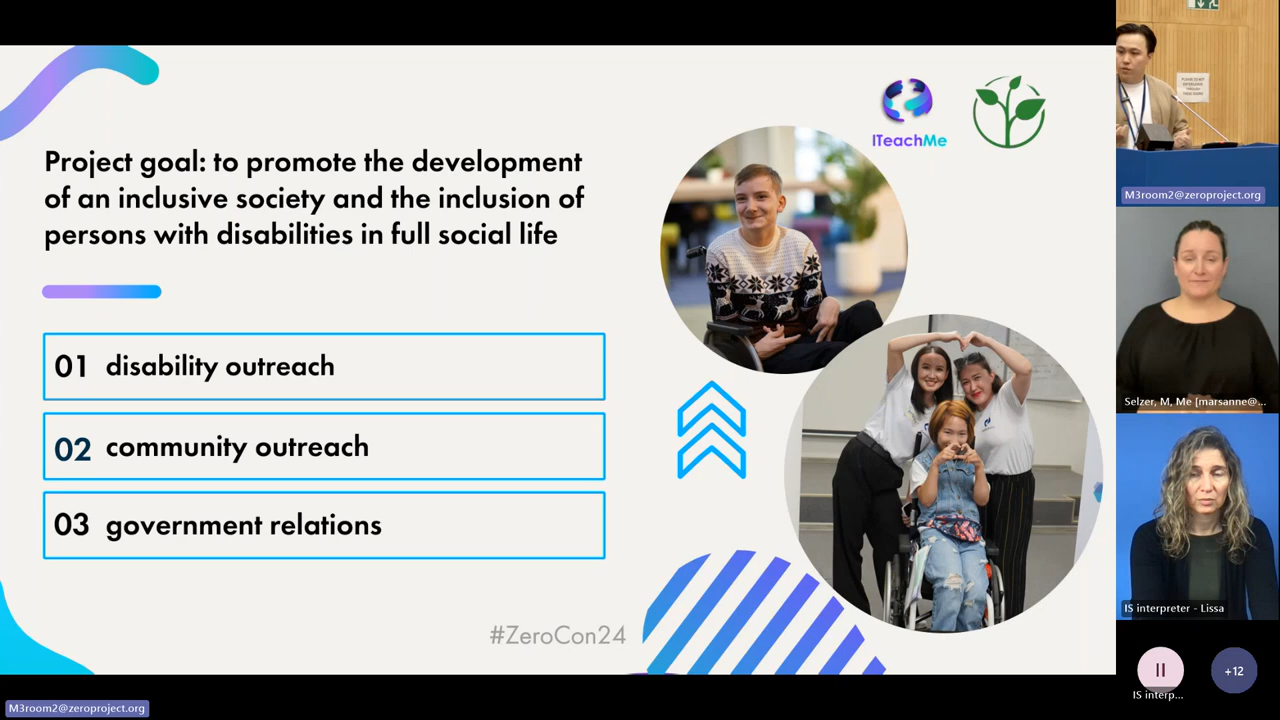 ITeachMe
Project goal: to promote the development
of an inclusive society and the inclusion of
persons with disabilities in full social life
01 disability outreach
02 community outreach
03 government relations
#ZeroCon24
M3room2@zeroproject.org
M3room2@zeroproject.org
Selzer, M, Me [marsanne@...
IS interpreter - Lissa
IS interp...
+12